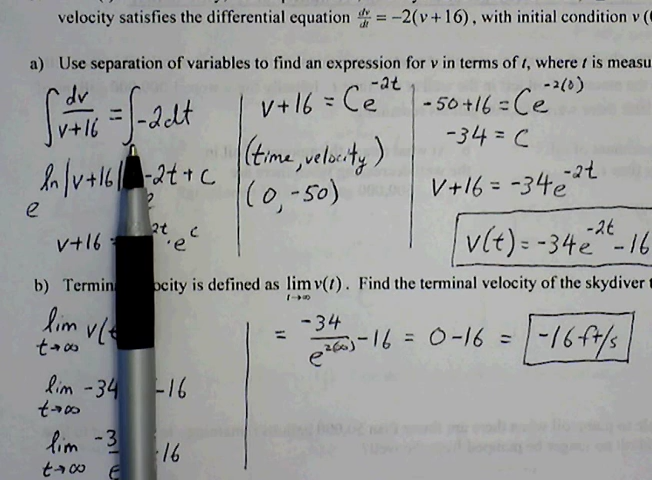 velocity satisfies the differential equation dv/dt = −2(v+16), with initial condition v (
a) Use separation of variables to find an expression for v in terms of t, where t is measu
∫ dv/(v+16) = ∫ -2dt
ln|v+16| -2t + c
e
v+16 = 2t · e^c
v+16 = Ce^(-2t)
(time, velocity)
(0, -50)
-50+16 = Ce^(-2(0))
-34 = C
v+16 = -34e^(-2t)
v(t) = -34e^(-2t) -16
b) Termin ocity is defined as lim t→∞ v(t). Find the terminal velocity of the skydiver
lim t→∞ v(t
lim t→∞ -34 -16
lim t→∞ -3 / e 16
= -34/e^(2(∞)) -16 = 0-16 = -16 ft/s